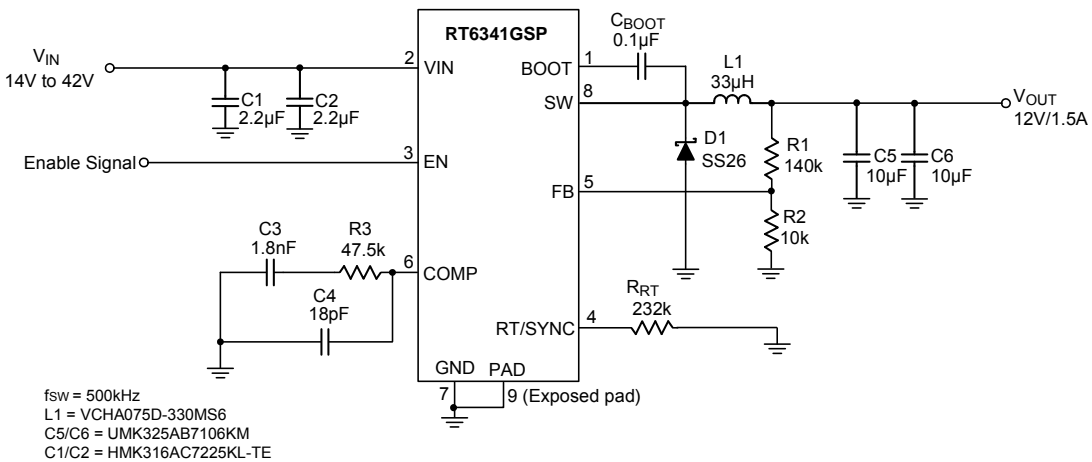 RT6341GSP
VIN
14V to 42V
2
VIN
C1
2.2µF
C2
2.2µF
Enable Signal
3
EN
C3
1.8nF
R3
47.5k
6
COMP
C4
18pF
GND
PAD
7
9 (Exposed pad)
CBOOT
0.1µF
BOOT
1
SW
8
L1
33µH
VOUT
12V/1.5A
D1
SS26
R1
140k
C5
10µF
C6
10µF
FB
5
R2
10k
RRT
232k
RT/SYNC
4
fSW = 500kHz
L1 = VCHA075D-330MS6
C5/C6 = UMK325AB7106KM
C1/C2 = HMK316AC7225KL-TE